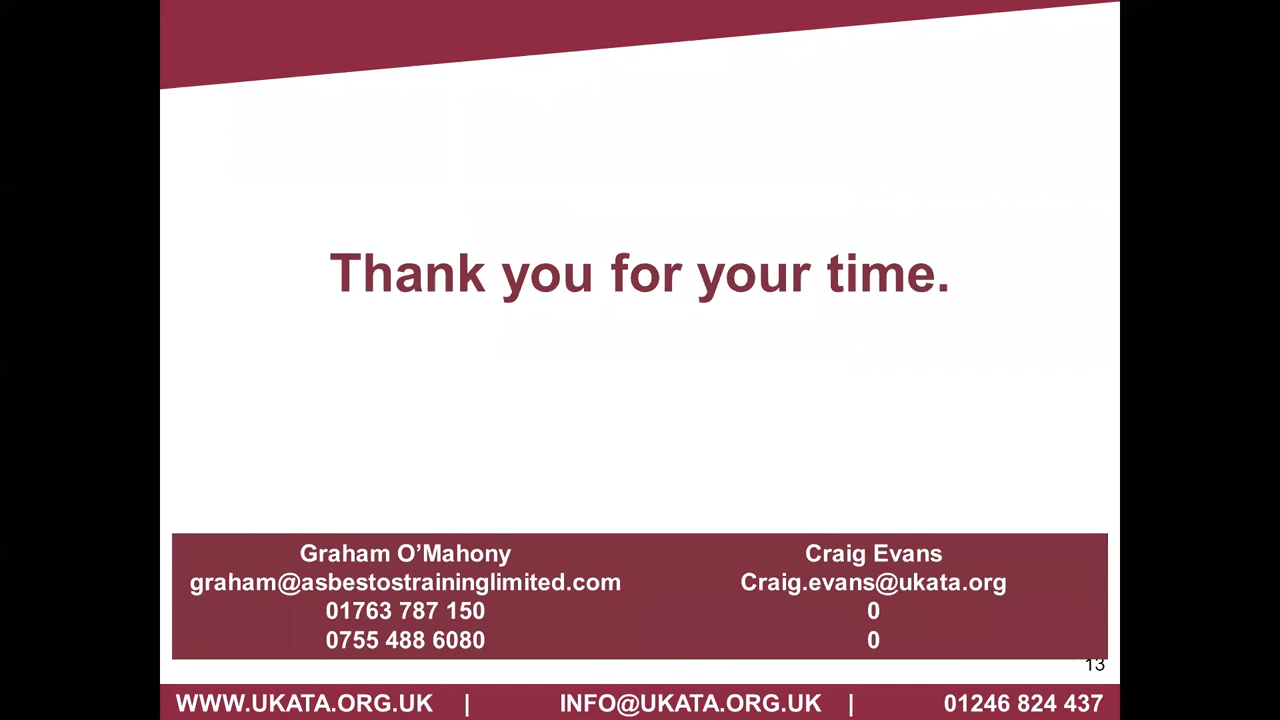 Thank you for your time.
Graham O’Mahony
graham@asbestostraininglimited.com
01763 787 150
0755 488 6080
Craig Evans
Craig.evans@ukata.org
0
0
13
WWW.UKATA.ORG.UK | INFO@UKATA.ORG.UK | 01246 824 437